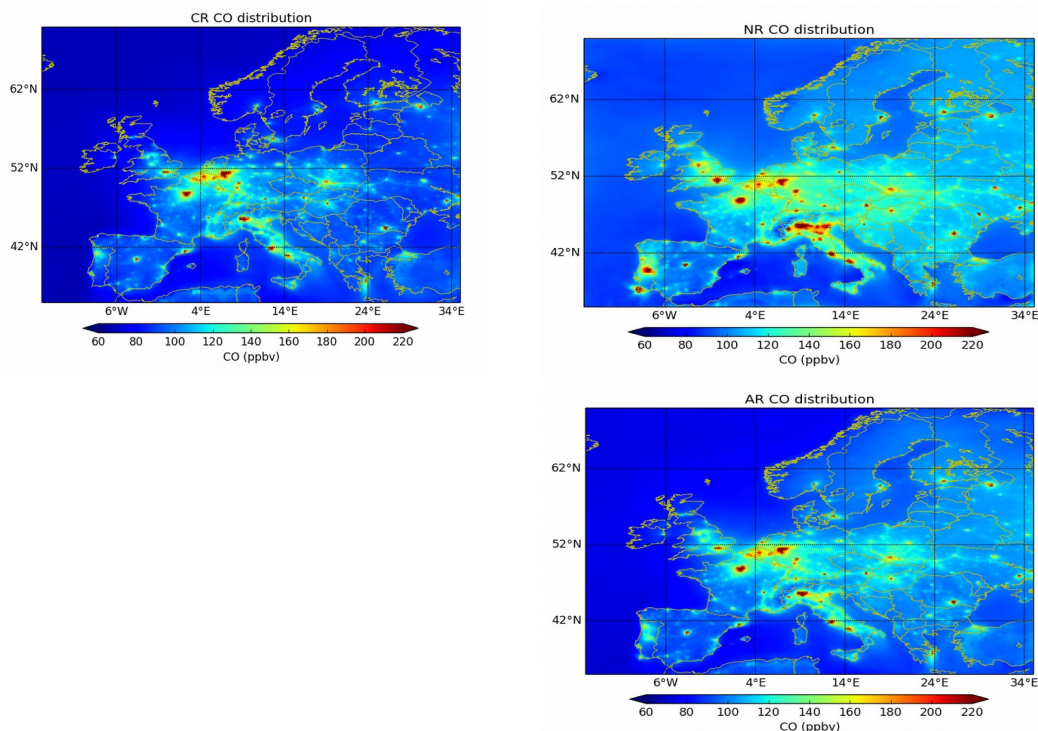 CR CO distribution
62°N
52°N
42°N
6°W 4°E 14°E 24°E 34°E
60 80 100 120 140 160 180 200 220
CO (ppbv)
NR CO distribution
62°N
52°N
42°N
6°W 4°E 14°E 24°E 34°E
60 80 100 120 140 160 180 200 220
CO (ppbv)
AR CO distribution
62°N
52°N
42°N
6°W 4°E 14°E 24°E 34°E
60 80 100 120 140 160 180 200 220
CO (ppbv)